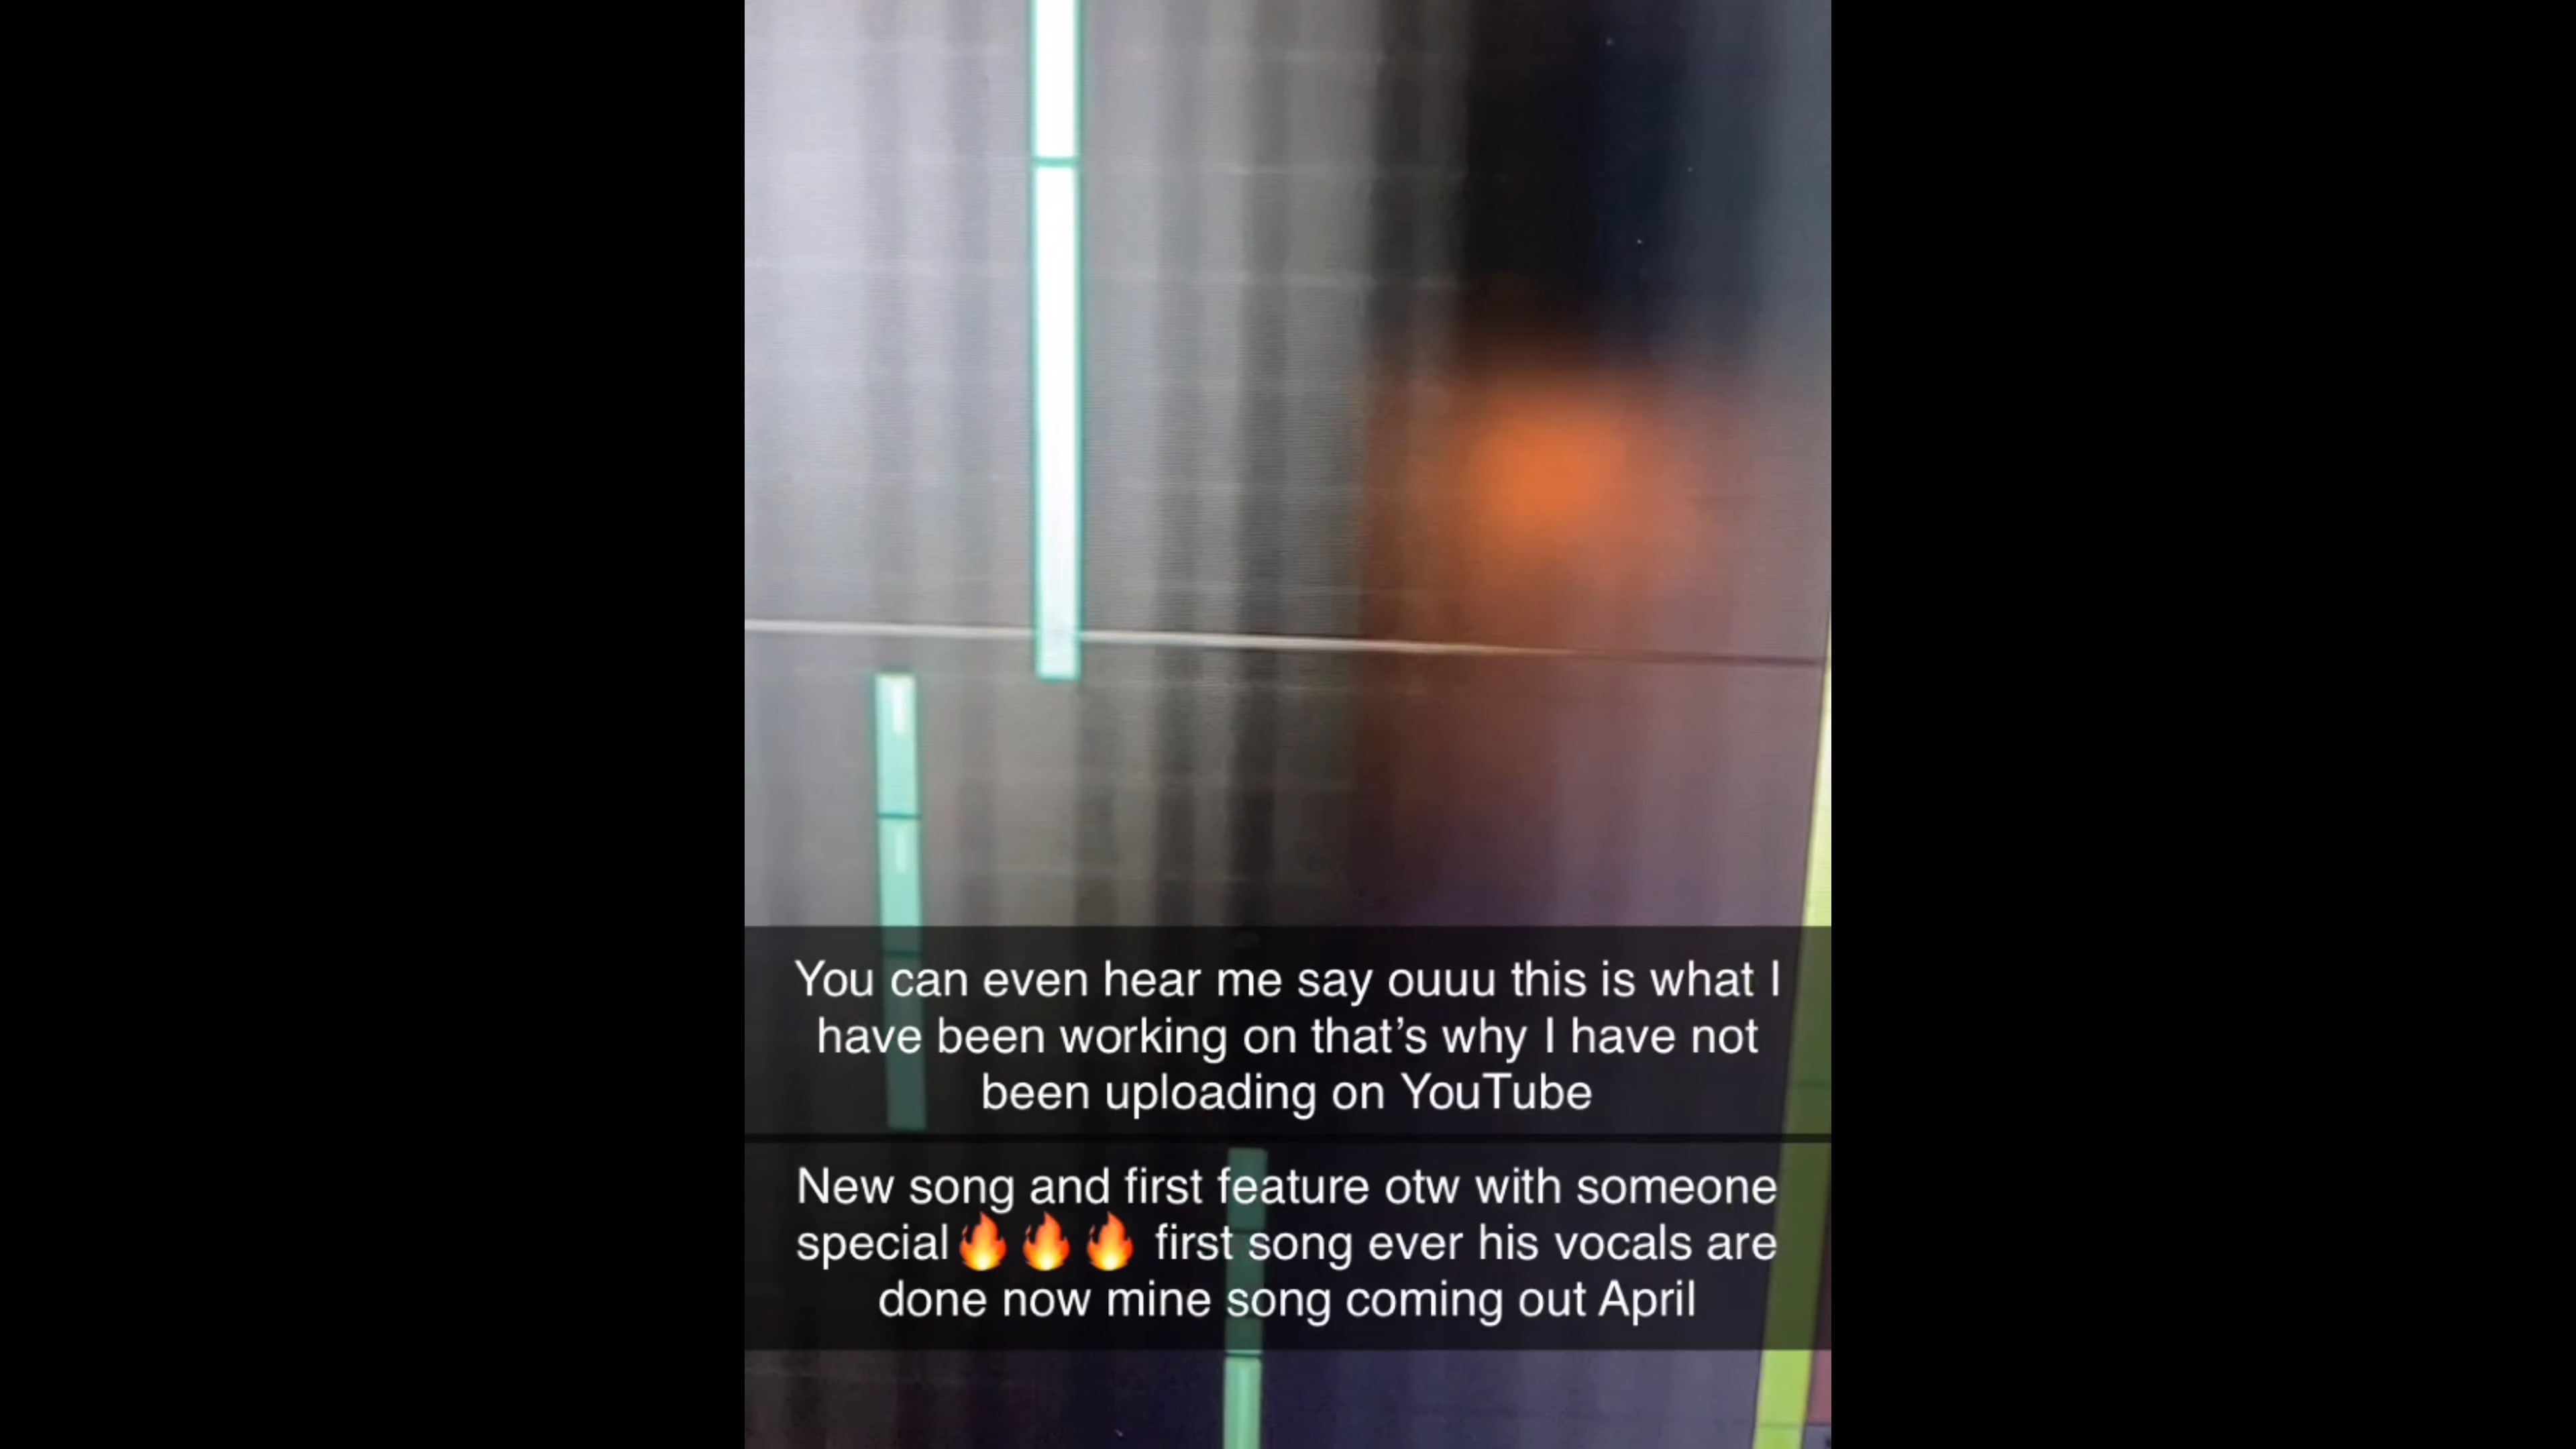 You can even hear me say ouuu this is what I
have been working on that's why I have not
been uploading on YouTube
New song and first feature otw with someone
special🔥🔥🔥 first song ever his vocals are
done now mine song coming out April